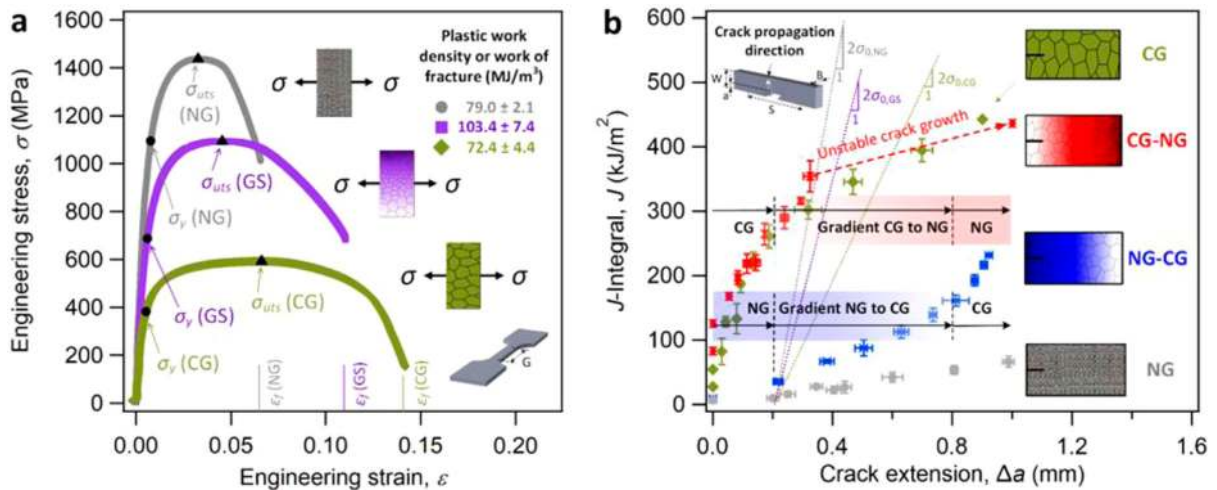 a
1600
1400
1200
1000
800
600
400
200
0
Engineering stress, σ (MPa)
0.00 0.05 0.10 0.15 0.20
Engineering strain, ε
Plastic work
density or work of
fracture (MJ/m³)
79.0 ± 2.1
103.4 ± 7.4
72.4 ± 4.4
σuts
(NG)
σy (NG)
σuts (GS)
σy (GS)
σuts (CG)
σy (CG)
σ σ
σ σ
σ σ
εf (NG)
εf (GS)
εf (CG)
G
b
600
500
400
300
200
100
0
J-Integral, J (kJ/m²)
0.0 0.4 0.8 1.2 1.6
Crack extension, Δa (mm)
Crack propagation
direction
W
a
B
S
2σ0,NG
1
2σ0,GS
1
2σ0,CG
1
Unstable crack growth
CG
Gradient CG to NG
NG
NG
Gradient NG to CG
CG
CG
CG-NG
NG-CG
NG